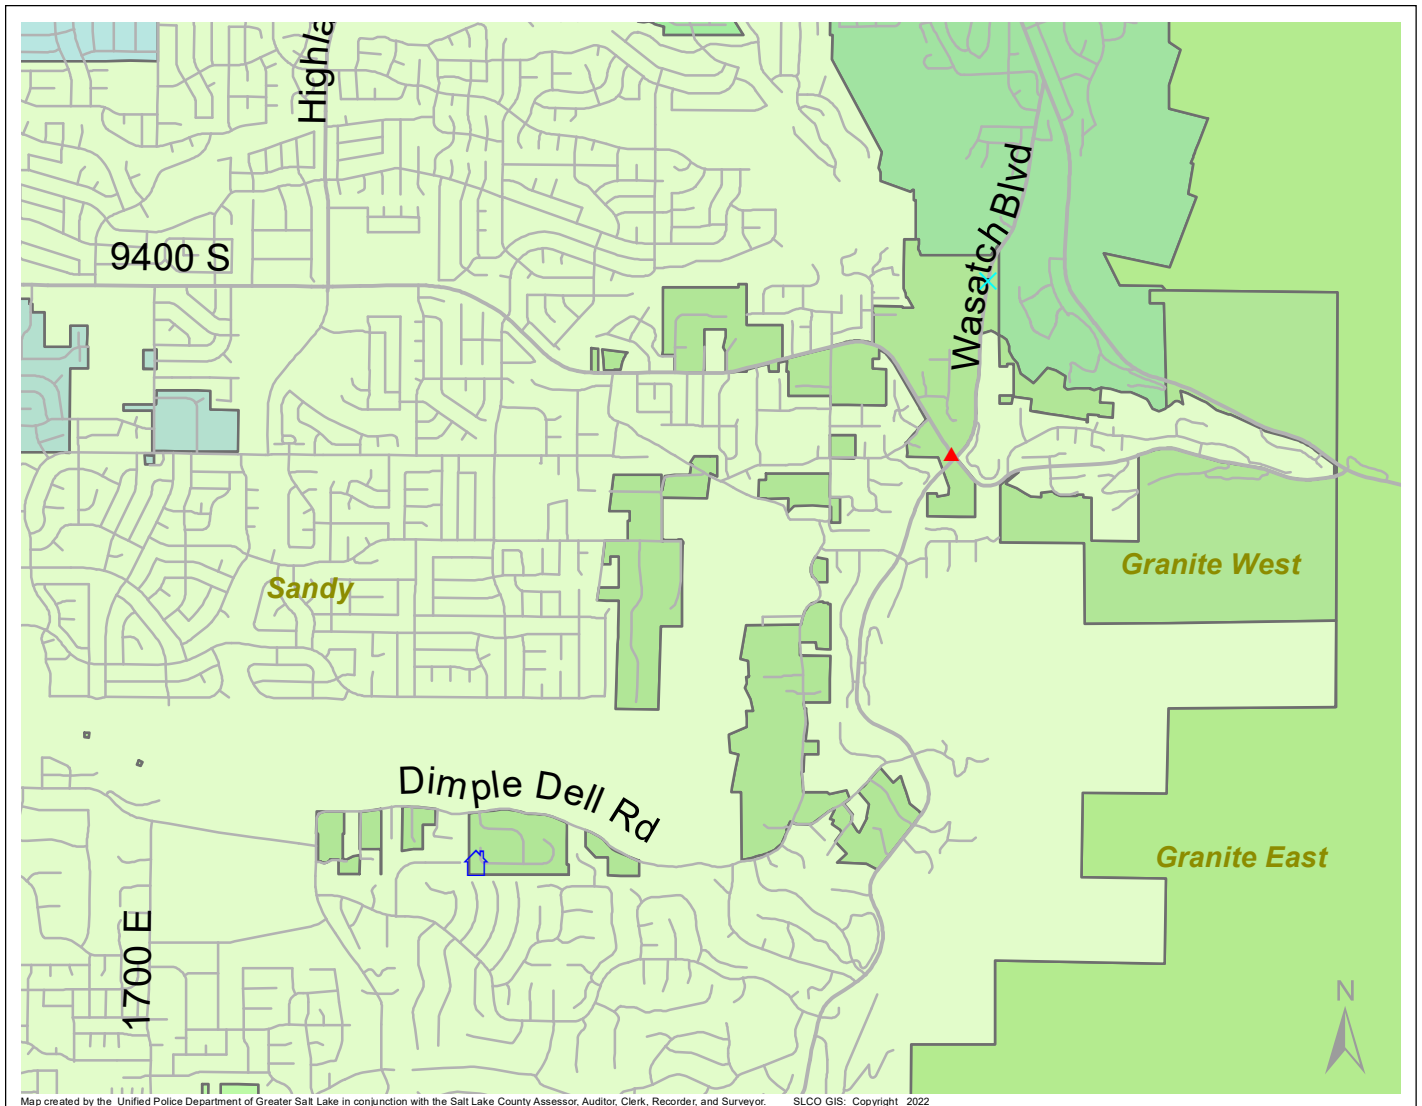 Highla
Wasatch Blvd
9400 S
Granite West
Sandy
Dimple Dell Rd
Granite East
1700 E
N
Map created by the Unified Police Department of Greater Salt Lake in conjunction with the Salt Lake County Assessor, Auditor, Clerk, Recorder, and Surveyor. SLCO GIS: Copyright 2022